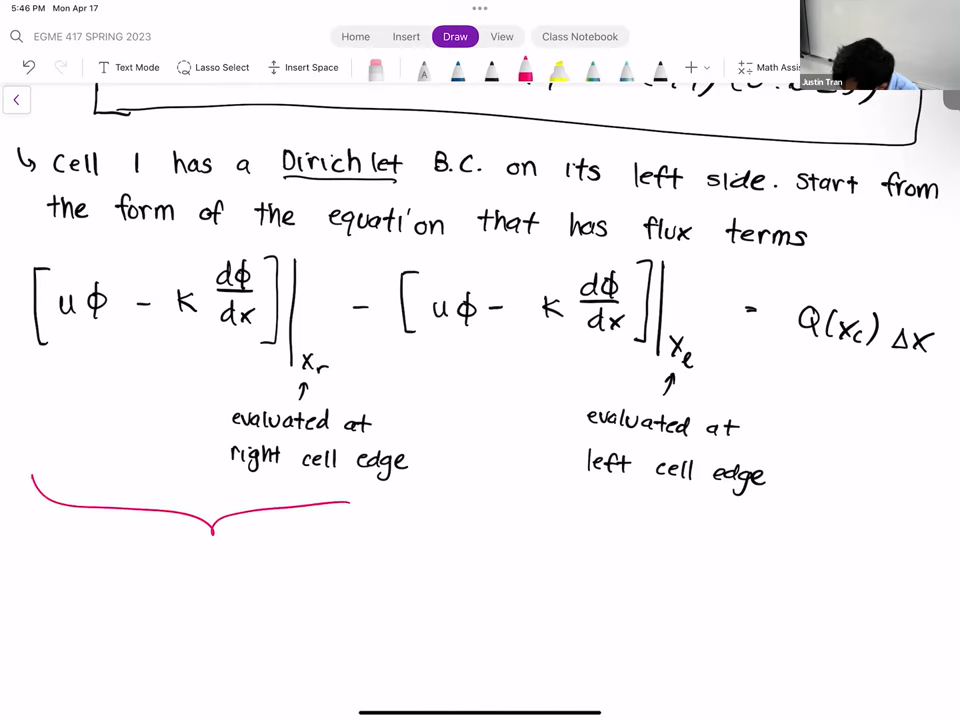 5:46 PM Mon Apr 17
EGME 417 SPRING 2023
Home Insert Draw View Class Notebook
Text Mode Lasso Select Insert Space Math Assis
Justin Tran
↳ Cell 1 has a Dirichlet B.C. on its left side. Start from
the form of the equation that has flux terms
[uϕ - K dϕ/dx]|xr - [uϕ - K dϕ/dx]|xℓ = Q(xc) Δx
↑ ↑
evaluated at evaluated at
right cell edge left cell edge